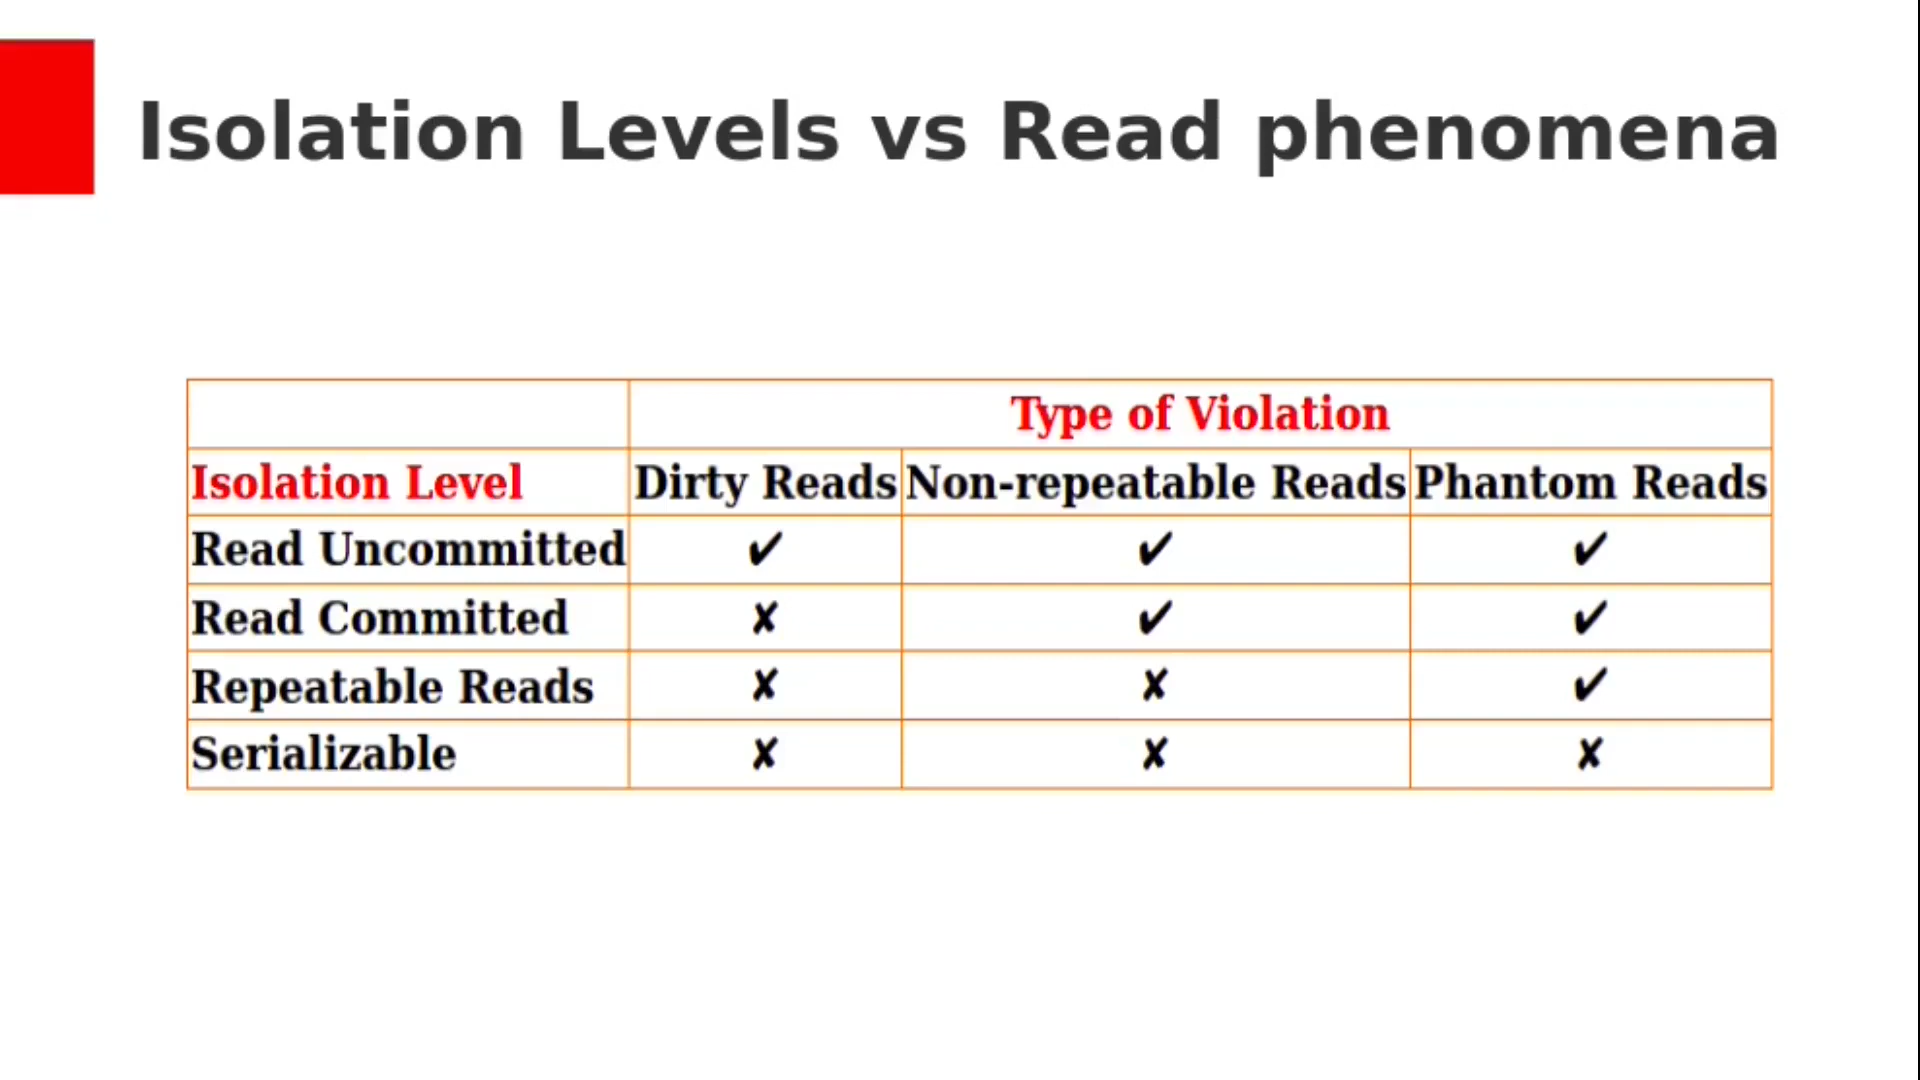 Isolation Levels vs Read phenomena
Type of Violation
Isolation Level Dirty Reads Non-repeatable Reads Phantom Reads
Read Uncommitted ✔ ✔ ✔
Read Committed ✘ ✔ ✔
Repeatable Reads ✘ ✘ ✔
Serializable ✘ ✘ ✘